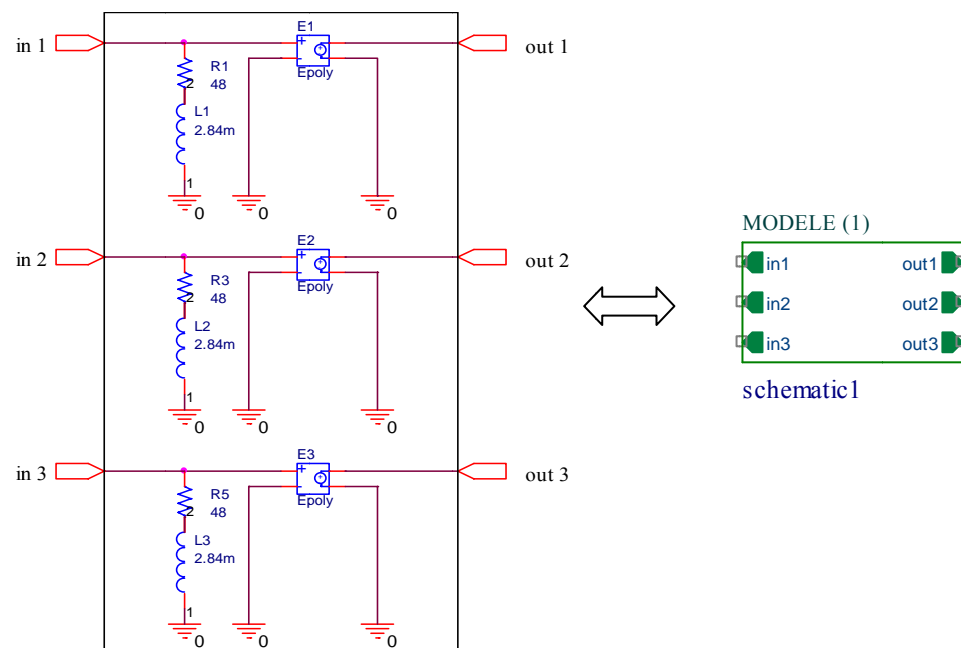 in 1
E1
Epoly
out 1
R1
48
2
L1
2.84m
1
0
0
0
in 2
E2
Epoly
out 2
R3
48
2
L2
2.84m
1
0
0
0
in 3
E3
Epoly
out 3
R5
48
2
L3
2.84m
1
0
0
0
MODELE (1)
in1 out1
in2 out2
in3 out3
schematic1